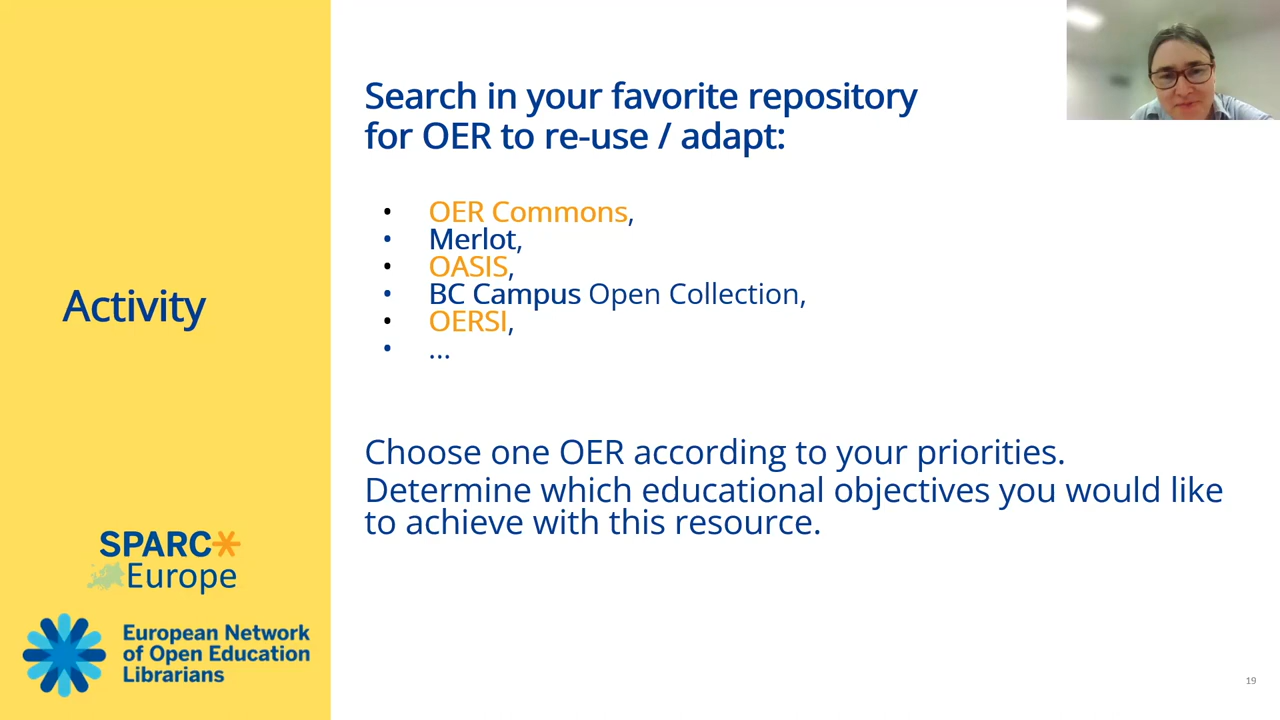 Search in your favorite repository
for OER to re-use / adapt:
• OER Commons,
• Merlot,
• OASIS,
• BC Campus Open Collection,
• OERSI,
• ...
Activity
Choose one OER according to your priorities.
Determine which educational objectives you would like
to achieve with this resource.
SPARC
Europe
European Network
of Open Education
Librarians
19